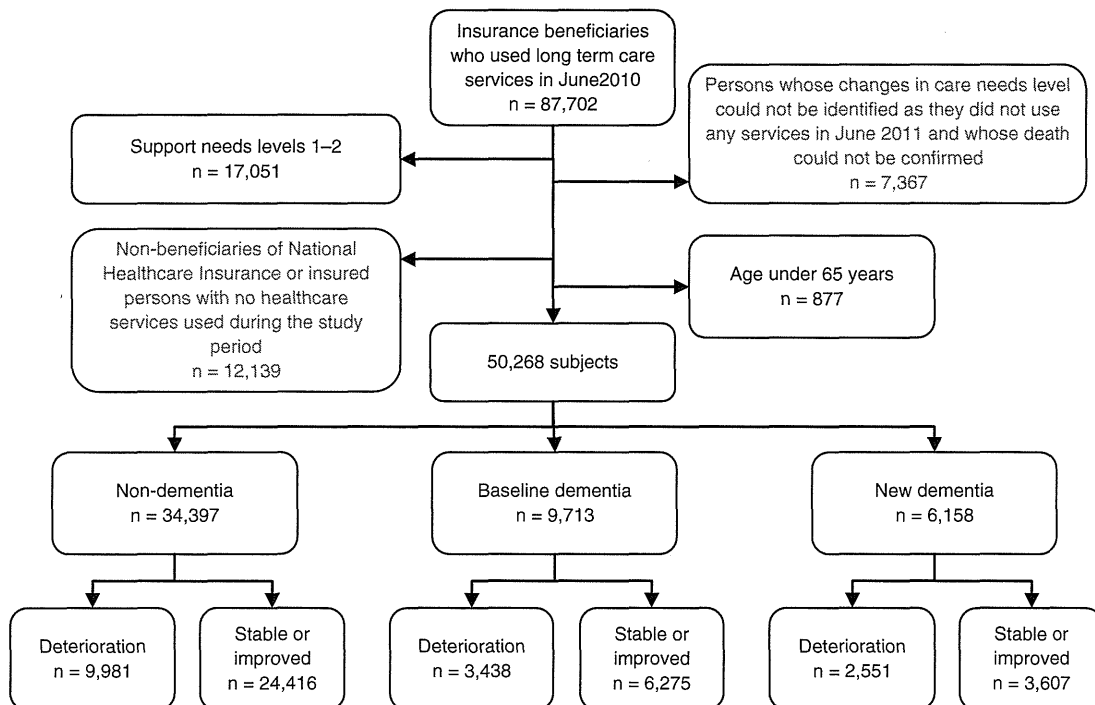 Insurance beneficiaries
who used long term care
services in June2010
n = 87,702
Persons whose changes in care needs level
could not be identified as they did not use
any services in June 2011 and whose death
could not be confirmed
n = 7,367
Support needs levels 1–2
n = 17,051
Non-beneficiaries of National
Healthcare Insurance or insured
persons with no healthcare
services used during the study
period
n = 12,139
Age under 65 years
n = 877
50,268 subjects
Non-dementia
n = 34,397
Baseline dementia
n = 9,713
New dementia
n = 6,158
Deterioration
n = 9,981
Stable or
improved
n = 24,416
Deterioration
n = 3,438
Stable or
improved
n = 6,275
Deterioration
n = 2,551
Stable or
improved
n = 3,607